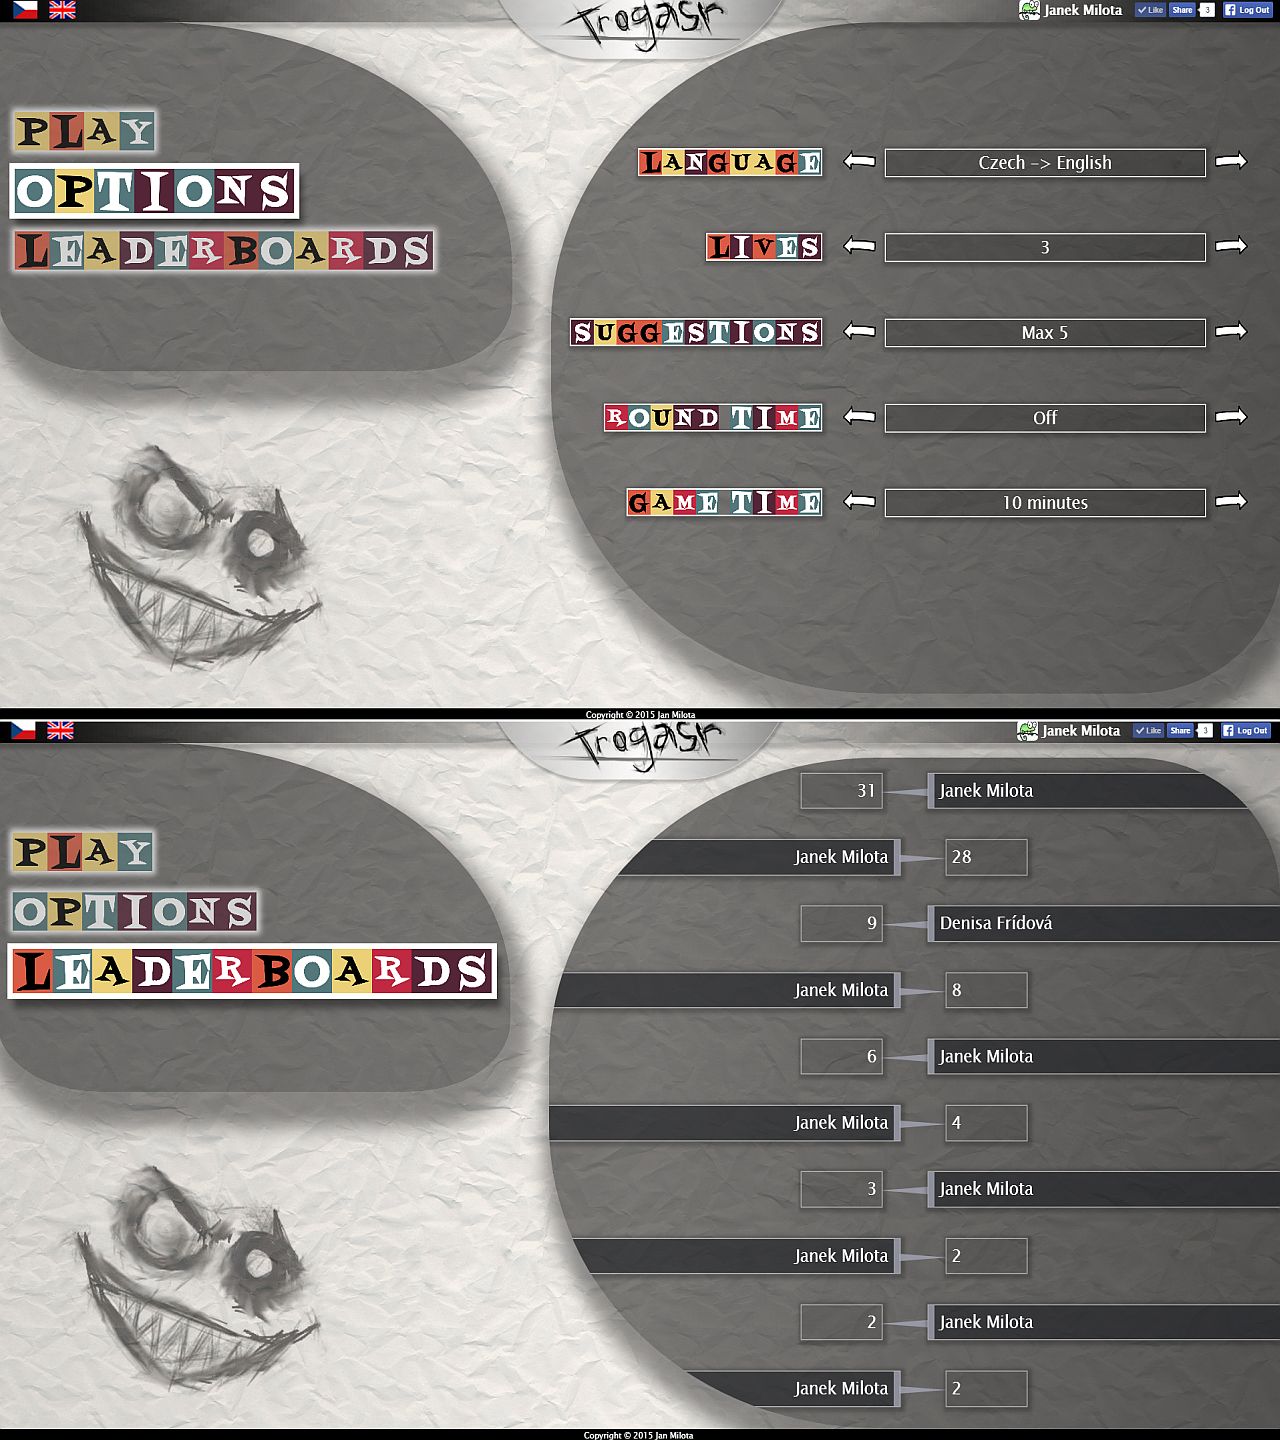 Trogasr
Janek Milota
Like
Share
3
Log Out
PLAY
OPTIONS
LEADERBOARDS
LANGUAGE
Czech -> English
LIVES
3
SUGGESTIONS
Max 5
ROUND TIME
Off
GAME TIME
10 minutes
Copyright © 2015 Jan Milota
Trogasr
Janek Milota
Like
Share
3
Log Out
PLAY
OPTIONS
LEADERBOARDS
31 Janek Milota
Janek Milota 28
9 Denisa Frídová
Janek Milota 8
6 Janek Milota
Janek Milota 4
3 Janek Milota
Janek Milota 2
2 Janek Milota
Janek Milota 2
Copyright © 2015 Jan Milota